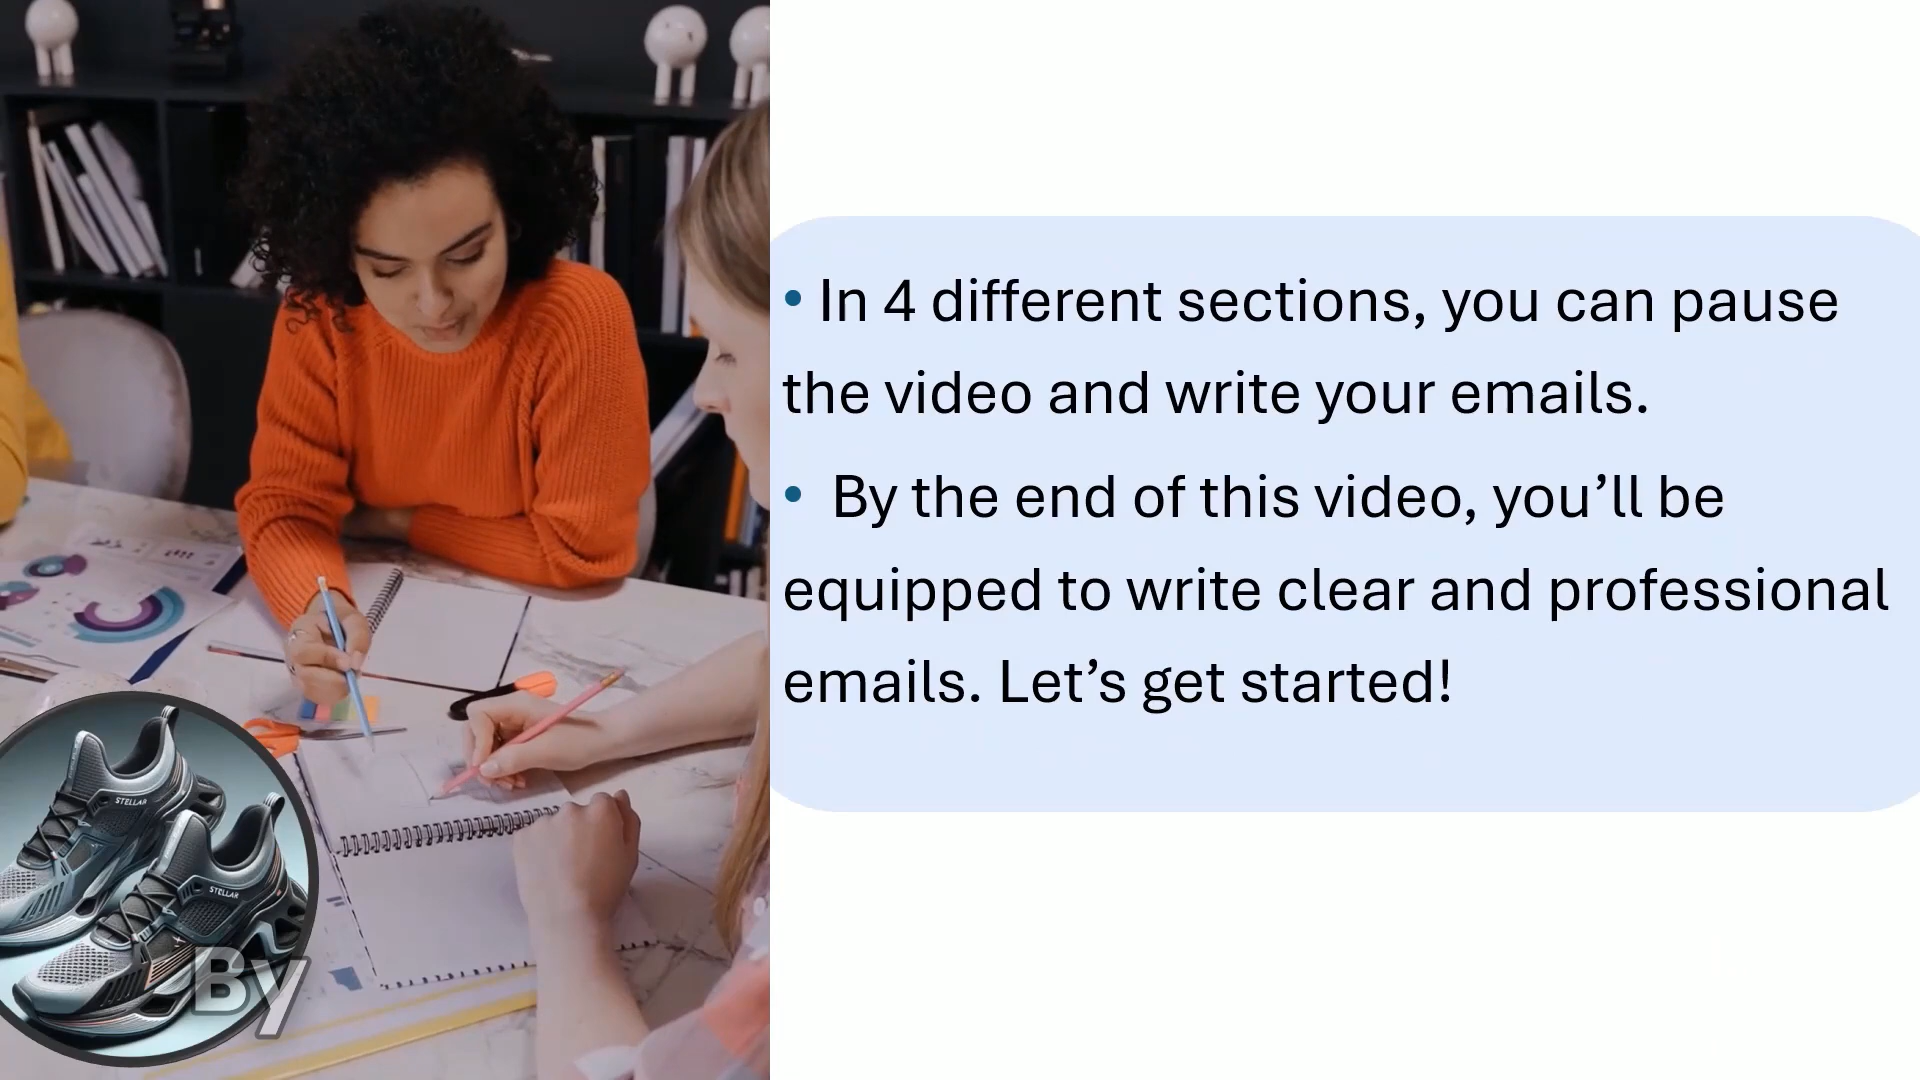 • In 4 different sections, you can pause
the video and write your emails.
• By the end of this video, you’ll be
equipped to write clear and professional
emails. Let’s get started!
STELLAR
STELLAR
By